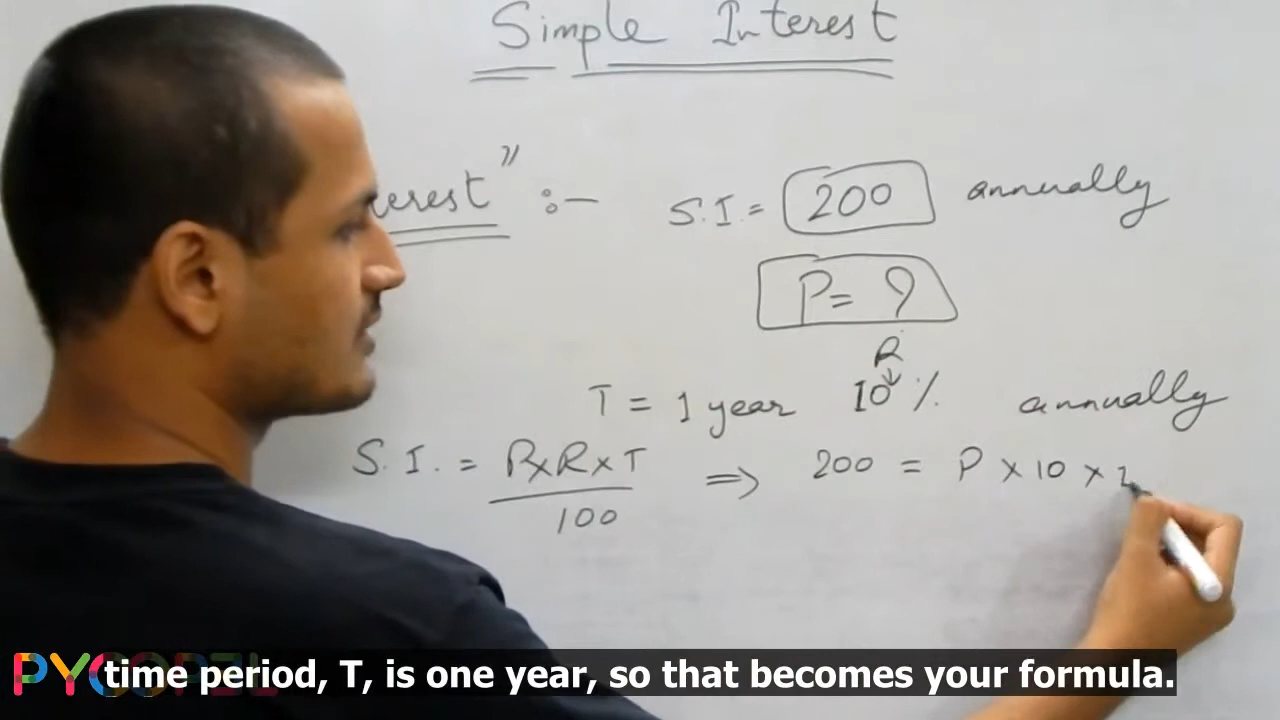 Simple Interest
erest" :- S.I. = 200 annually
P = ?
R
T = 1 year 10 % annually
S.I. = PxRxT => 200 = P x 10 x 1
100
time period, T, is one year, so that becomes your formula.